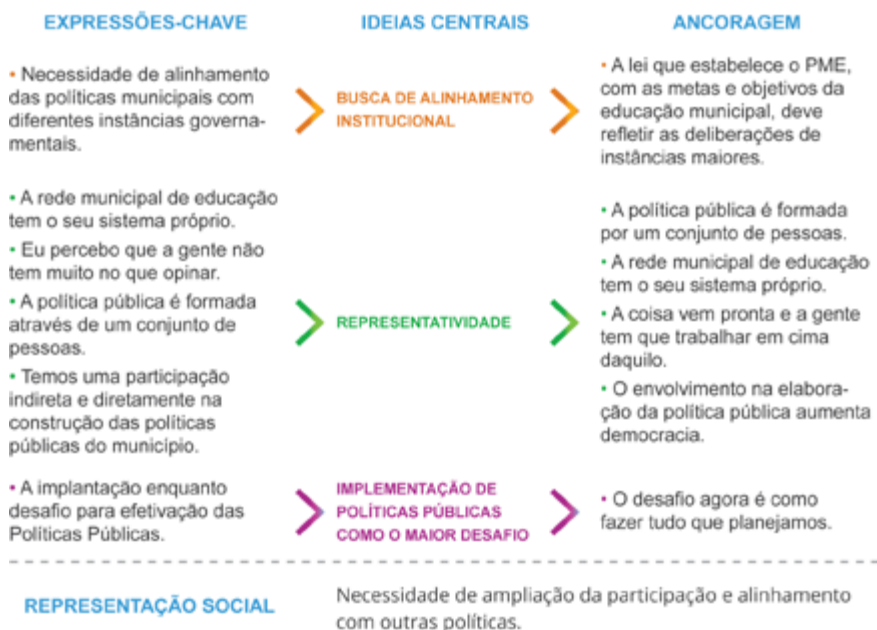 EXPRESSÕES-CHAVE
IDEIAS CENTRAIS
ANCORAGEM
• Necessidade de alinhamento
das políticas municipais com
diferentes instâncias governa-
mentais.
BUSCA DE ALINHAMENTO
INSTITUCIONAL
• A lei que estabelece o PME,
com as metas e objetivos da
educação municipal, deve
refletir as deliberações de
instâncias maiores.
• A rede municipal de educação
tem o seu sistema próprio.
• Eu percebo que a gente não
tem muito no que opinar.
• A política pública é formada
através de um conjunto de
pessoas.
• Temos uma participação
indireta e diretamente na
construção das políticas
públicas do município.
REPRESENTATIVIDADE
• A política pública é formada
por um conjunto de pessoas.
• A rede municipal de educação
tem o seu sistema próprio.
• A coisa vem pronta e a gente
tem que trabalhar em cima
daquilo.
• O envolvimento na elabora-
ção da política pública aumenta
democracia.
• A implantação enquanto
desafio para efetivação das
Políticas Públicas.
IMPLEMENTAÇÃO DE
POLÍTICAS PÚBLICAS
COMO O MAIOR DESAFIO
• O desafio agora é como
fazer tudo que planejamos.
REPRESENTAÇÃO SOCIAL
Necessidade de ampliação da participação e alinhamento
com outras políticas.